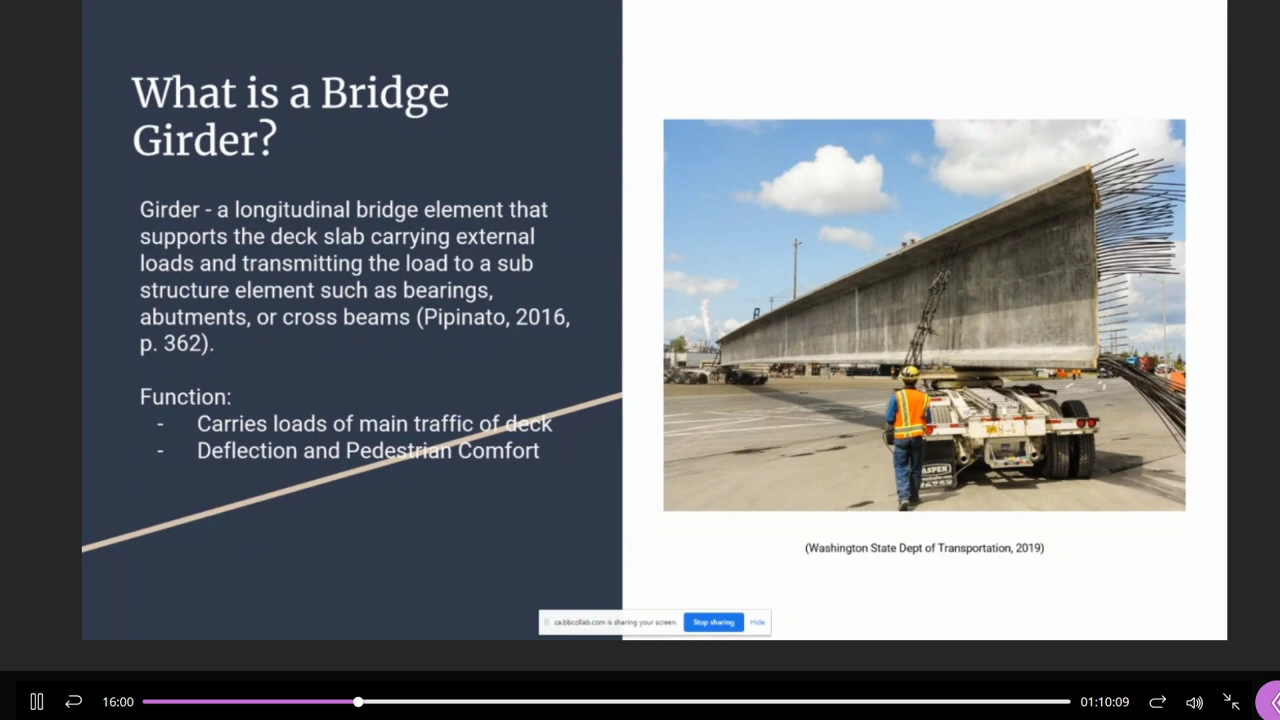 What is a Bridge
Girder?
Girder - a longitudinal bridge element that
supports the deck slab carrying external
loads and transmitting the load to a sub
structure element such as bearings,
abutments, or cross beams (Pipinato, 2016,
p. 362).
Function:
- Carries loads of main traffic of deck
- Deflection and Pedestrian Comfort
ASPEN
(Washington State Dept of Transportation, 2019)
ca.bbcollab.com is sharing your screen.
Stop sharing
Hide
16:00
01:10:09